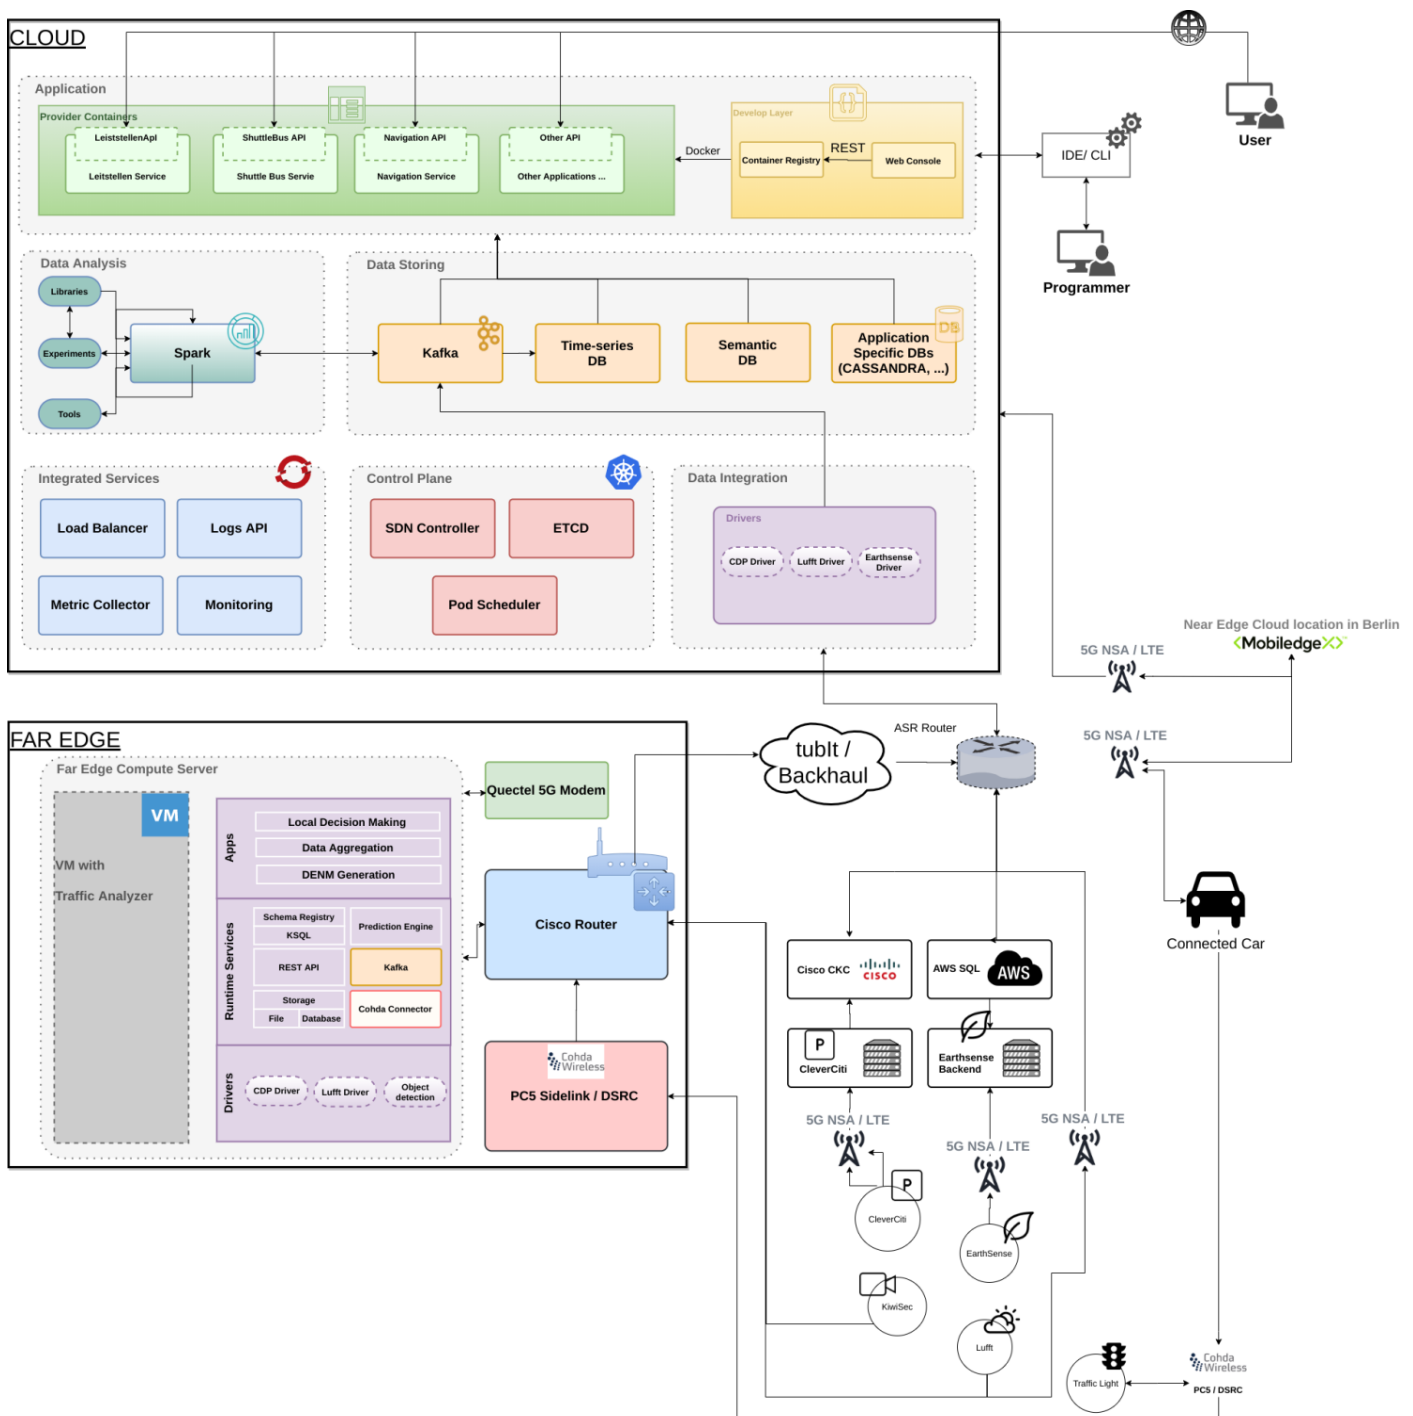 CLOUD
Application
Provider Containers
LeiststellenApI
Leitstellen Service
ShuttleBus API
Shuttle Bus Servie
Navigation API
Navigation Service
Other API
Other Applications ...
Docker
Develop Layer
Container Registry
REST
Web Console
IDE/ CLI
User
Programmer
Data Analysis
Libraries
Experiments
Tools
Spark
Data Storing
Kafka
Time-series
DB
Semantic
DB
Application
Specific DBs
(CASSANDRA, ...)
DB
Integrated Services
Load Balancer
Logs API
Metric Collector
Monitoring
Control Plane
SDN Controller
ETCD
Pod Scheduler
Data Integration
Drivers
CDP Driver
Lufft Driver
Earthsense
Driver
Near Edge Cloud location in Berlin
<MobiledgeX>™
5G NSA / LTE
5G NSA / LTE
FAR EDGE
Far Edge Compute Server
VM
VM with
Traffic Analyzer
Apps
Local Decision Making
Data Aggregation
DENM Generation
Runtime Services
Schema Registry
KSQL
Prediction Engine
REST API
Kafka
Storage
File
Database
Cohda Connector
Drivers
CDP Driver
Lufft Driver
Object
detection
Quectel 5G Modem
Cisco Router
Cohda
Wireless
PC5 Sidelink / DSRC
tubIt /
Backhaul
ASR Router
Connected Car
Cisco CKC
CISCO
AWS SQL
AWS
P
CleverCiti
Earthsense
Backend
5G NSA / LTE
5G NSA / LTE
5G NSA / LTE
P
CleverCiti
EarthSense
KiwiSec
Lufft
Traffic Light
Cohda
Wireless
PC5 / DSRC